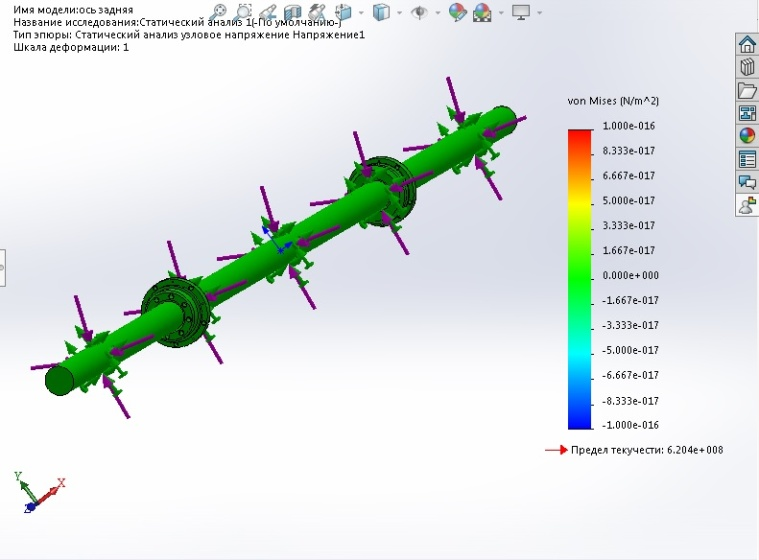 Имя модели:ось задняя
Название исследования:Статический анализ 1(-По умолчанию-)
Тип эпюры: Статический анализ узловое напряжение Напряжение1
Шкала деформации: 1
von Mises (N/m^2)
1.000e-016
8.333e-017
6.667e-017
5.000e-017
3.333e-017
1.667e-017
0.000e+000
-1.667e-017
-3.333e-017
-5.000e-017
-6.667e-017
-8.333e-017
-1.000e-016
Предел текучести: 6.204e+008
Y
X
Z